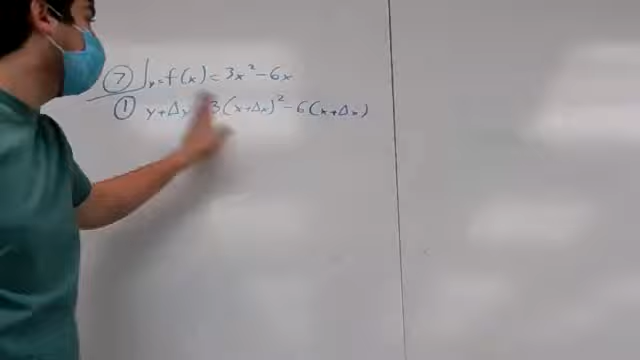 ⑦ y = f(x) = 3x² - 6x
① y + Δy = 3(x+Δx)² - 6(x+Δx)